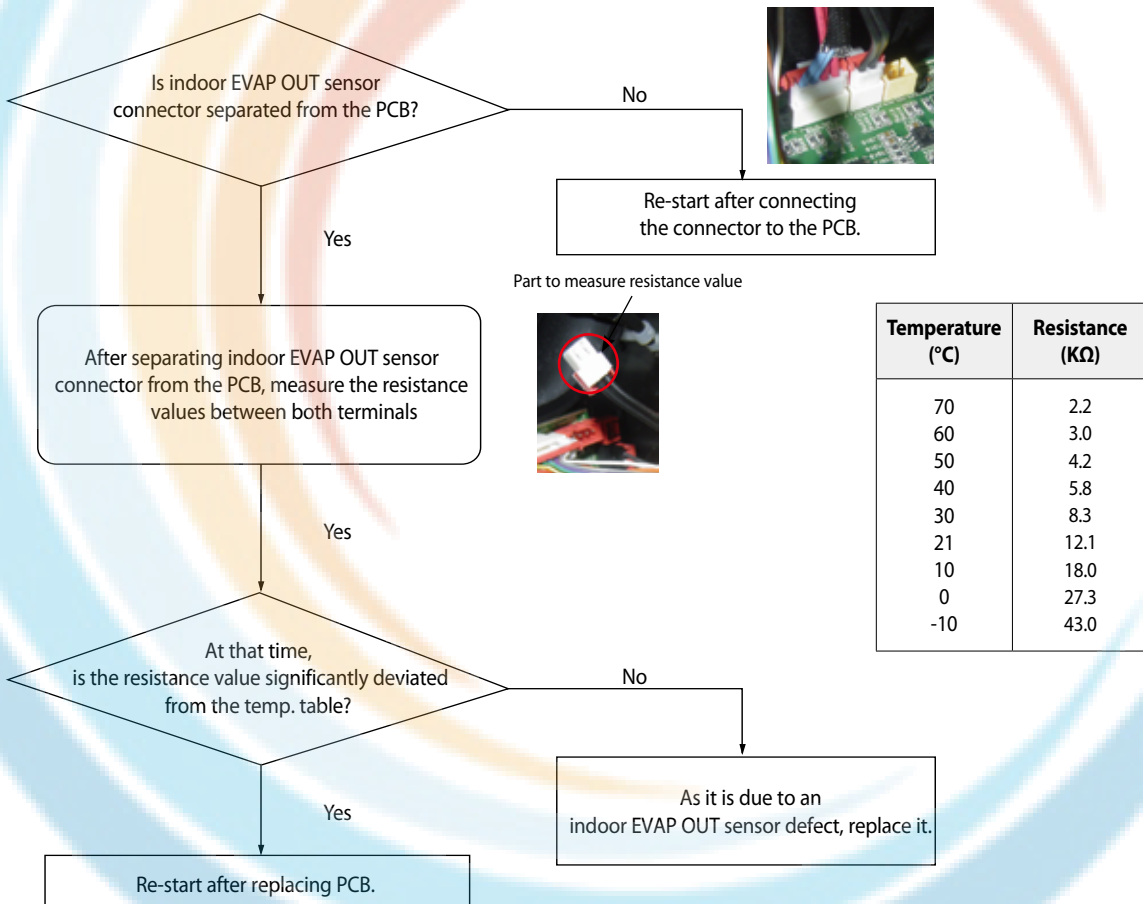 Is indoor EVAP OUT sensor
connector separated from the PCB?
No
Re-start after connecting
the connector to the PCB.
Yes
Part to measure resistance value
After separating indoor EVAP OUT sensor
connector from the PCB, measure the resistance
values between both terminals
Temperature Resistance
(°C) (KΩ)
70 2.2
60 3.0
50 4.2
40 5.8
30 8.3
21 12.1
10 18.0
0 27.3
-10 43.0
Yes
At that time,
is the resistance value significantly deviated
from the temp. table?
No
As it is due to an
indoor EVAP OUT sensor defect, replace it.
Yes
Re-start after replacing PCB.